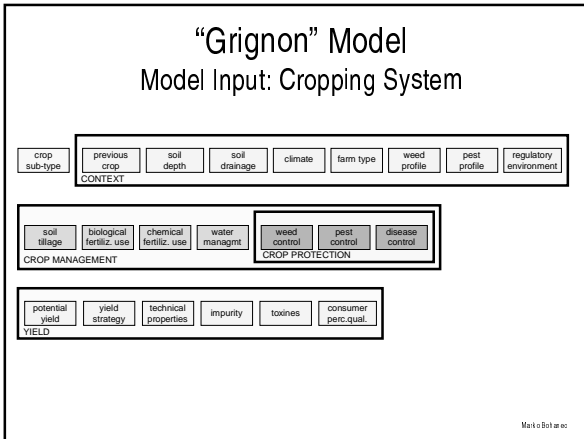 “Grignon” Model
Model Input: Cropping System
crop
sub-type
previous
crop
soil
depth
soil
drainage
climate
farm type
weed
profile
pest
profile
regulatory
environment
CONTEXT
soil
tillage
biological
fertiliz. use
chemical
fertiliz. use
water
managmt
weed
control
pest
control
disease
control
CROP PROTECTION
CROP MANAGEMENT
potential
yield
yield
strategy
technical
properties
impurity
toxines
consumer
perc.qual.
YIELD
Marko Bohanec